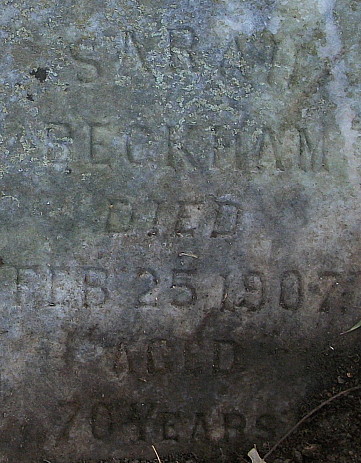 SARAH
BECKHAM
DIED
FEB 25 1907
AGED
70 YEARS